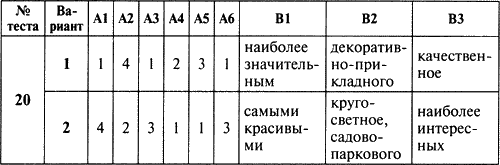 № теста Ва-риант А1 А2 А3 А4 А5 А6 В1 В2 В3
20
1 1 4 1 2 3 1 наиболее значитель-ным декоратив-но-при-кладного качествен-ное
2 4 2 3 1 1 3 самыми красивы-ми круго-светное, садово-паркового наиболее интерес-ных